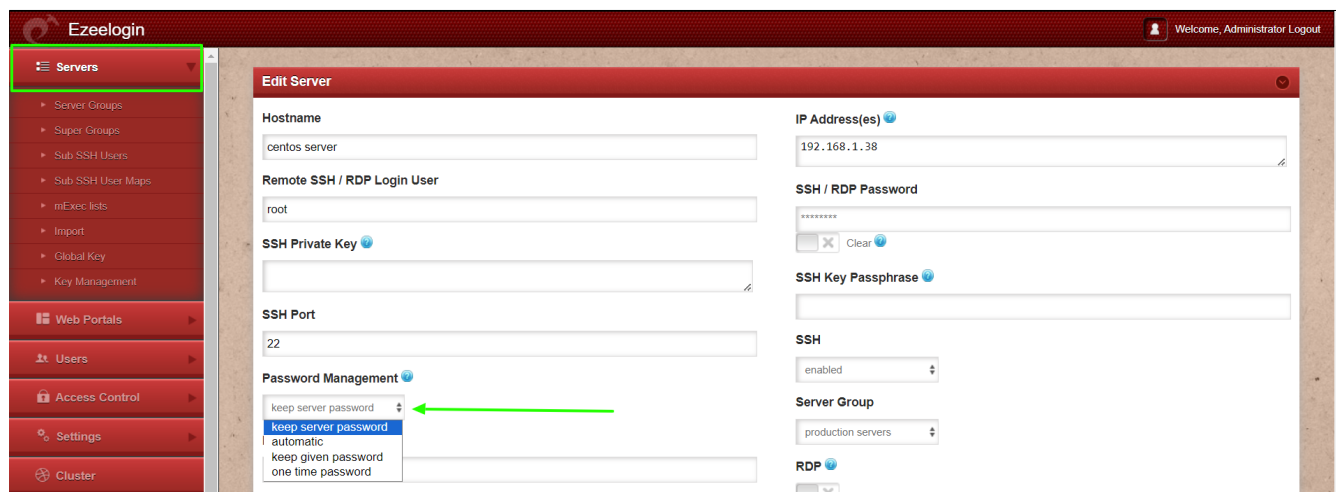 Ezeelogin
Welcome, Administrator Logout
Servers
Server Groups
Super Groups
Sub SSH Users
Sub SSH User Maps
mExec lists
Import
Global Key
Key Management
Web Portals
Users
Access Control
Settings
Cluster
Edit Server
Hostname
centos server
Remote SSH / RDP Login User
root
SSH Private Key
SSH Port
22
Password Management
keep server password
keep server password
automatic
keep given password
one time password
IP Address(es)
192.168.1.38
SSH / RDP Password
********
Clear
SSH Key Passphrase
SSH
enabled
Server Group
production servers
RDP